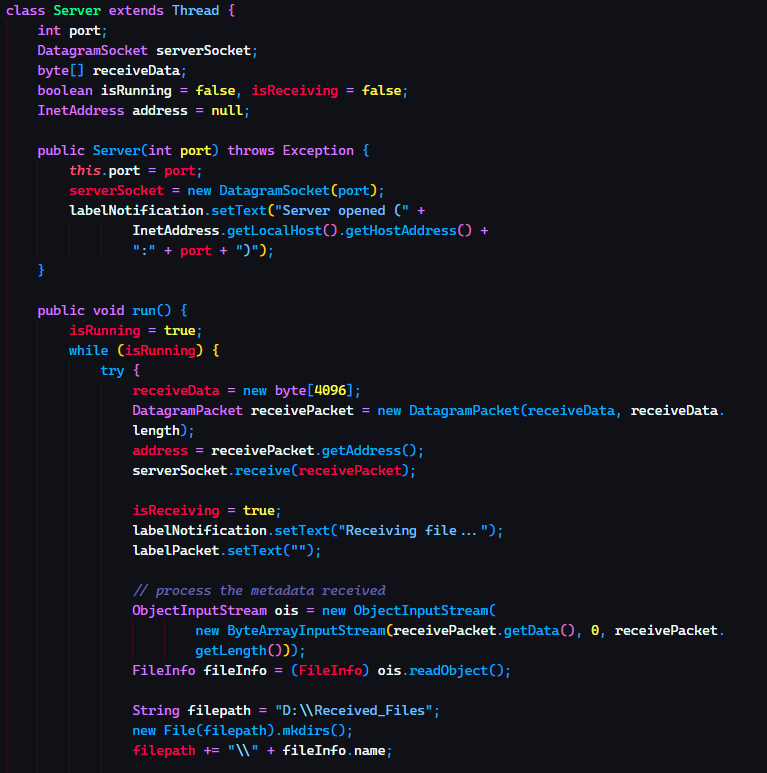 class Server extends Thread {
int port;
DatagramSocket serverSocket;
byte[] receiveData;
boolean isRunning = false, isReceiving = false;
InetAddress address = null;
public Server(int port) throws Exception {
this.port = port;
serverSocket = new DatagramSocket(port);
labelNotification.setText("Server opened (" +
InetAddress.getLocalHost().getHostAddress() +
":" + port + ")");
}
public void run() {
isRunning = true;
while (isRunning) {
try {
receiveData = new byte[4096];
DatagramPacket receivePacket = new DatagramPacket(receiveData, receiveData.
length);
address = receivePacket.getAddress();
serverSocket.receive(receivePacket);
isReceiving = true;
labelNotification.setText("Receiving file...");
labelPacket.setText("");
// process the metadata received
ObjectInputStream ois = new ObjectInputStream(
new ByteArrayInputStream(receivePacket.getData(), 0, receivePacket.
getLength()));
FileInfo fileInfo = (FileInfo) ois.readObject();
String filepath = "D:\\Received_Files";
new File(filepath).mkdirs();
filepath += "\\" + fileInfo.name;